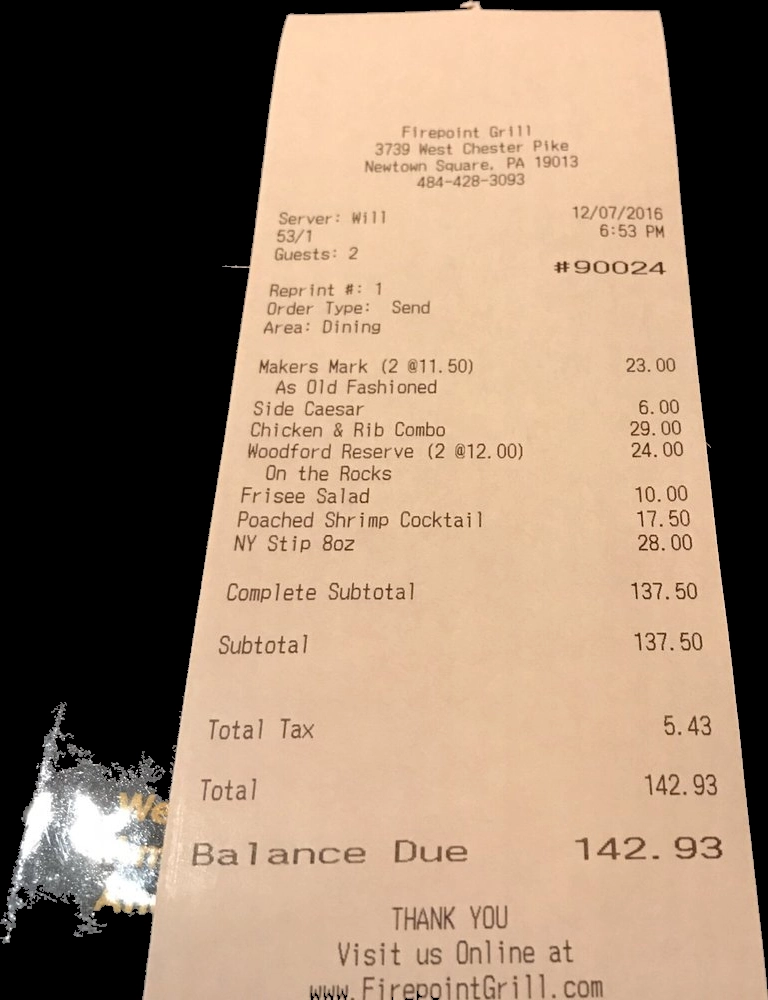 Firepoint Grill
3739 West Chester Pike
Newtown Square, PA 19013
484-428-3093
Server: Will 12/07/2016
53/1 6:53 PM
Guests: 2
#90024
Reprint #: 1
Order Type: Send
Area: Dining
Makers Mark (2 @11.50) 23.00
As Old Fashioned
Side Caesar 6.00
Chicken & Rib Combo 29.00
Woodford Reserve (2 @12.00) 24.00
On the Rocks
Frisee Salad 10.00
Poached Shrimp Cocktail 17.50
NY Stip 8oz 28.00
Complete Subtotal 137.50
Subtotal 137.50
Total Tax 5.43
Total 142.93
Balance Due 142.93
THANK YOU
Visit us Online at
www.FirepointGrill.com